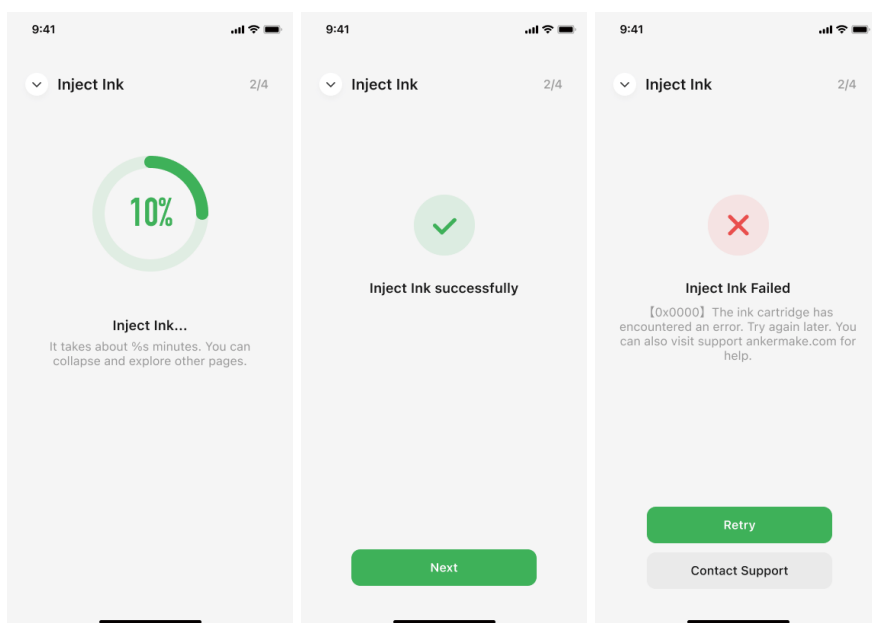 9:41
Inject Ink 2/4
10%
Inject Ink...
It takes about %s minutes. You can
collapse and explore other pages.
9:41
Inject Ink 2/4
Inject Ink successfully
Next
9:41
Inject Ink 2/4
Inject Ink Failed
【0x0000】The ink cartridge has
encountered an error. Try again later. You
can also visit support ankermake.com for
help.
Retry
Contact Support